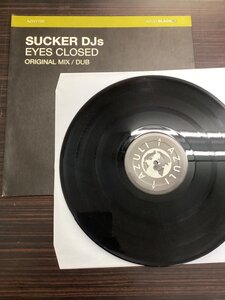 SUCKER DJs
EYES CLOSED
ORIGINAL MIX / DUB
AZULI
AZULI